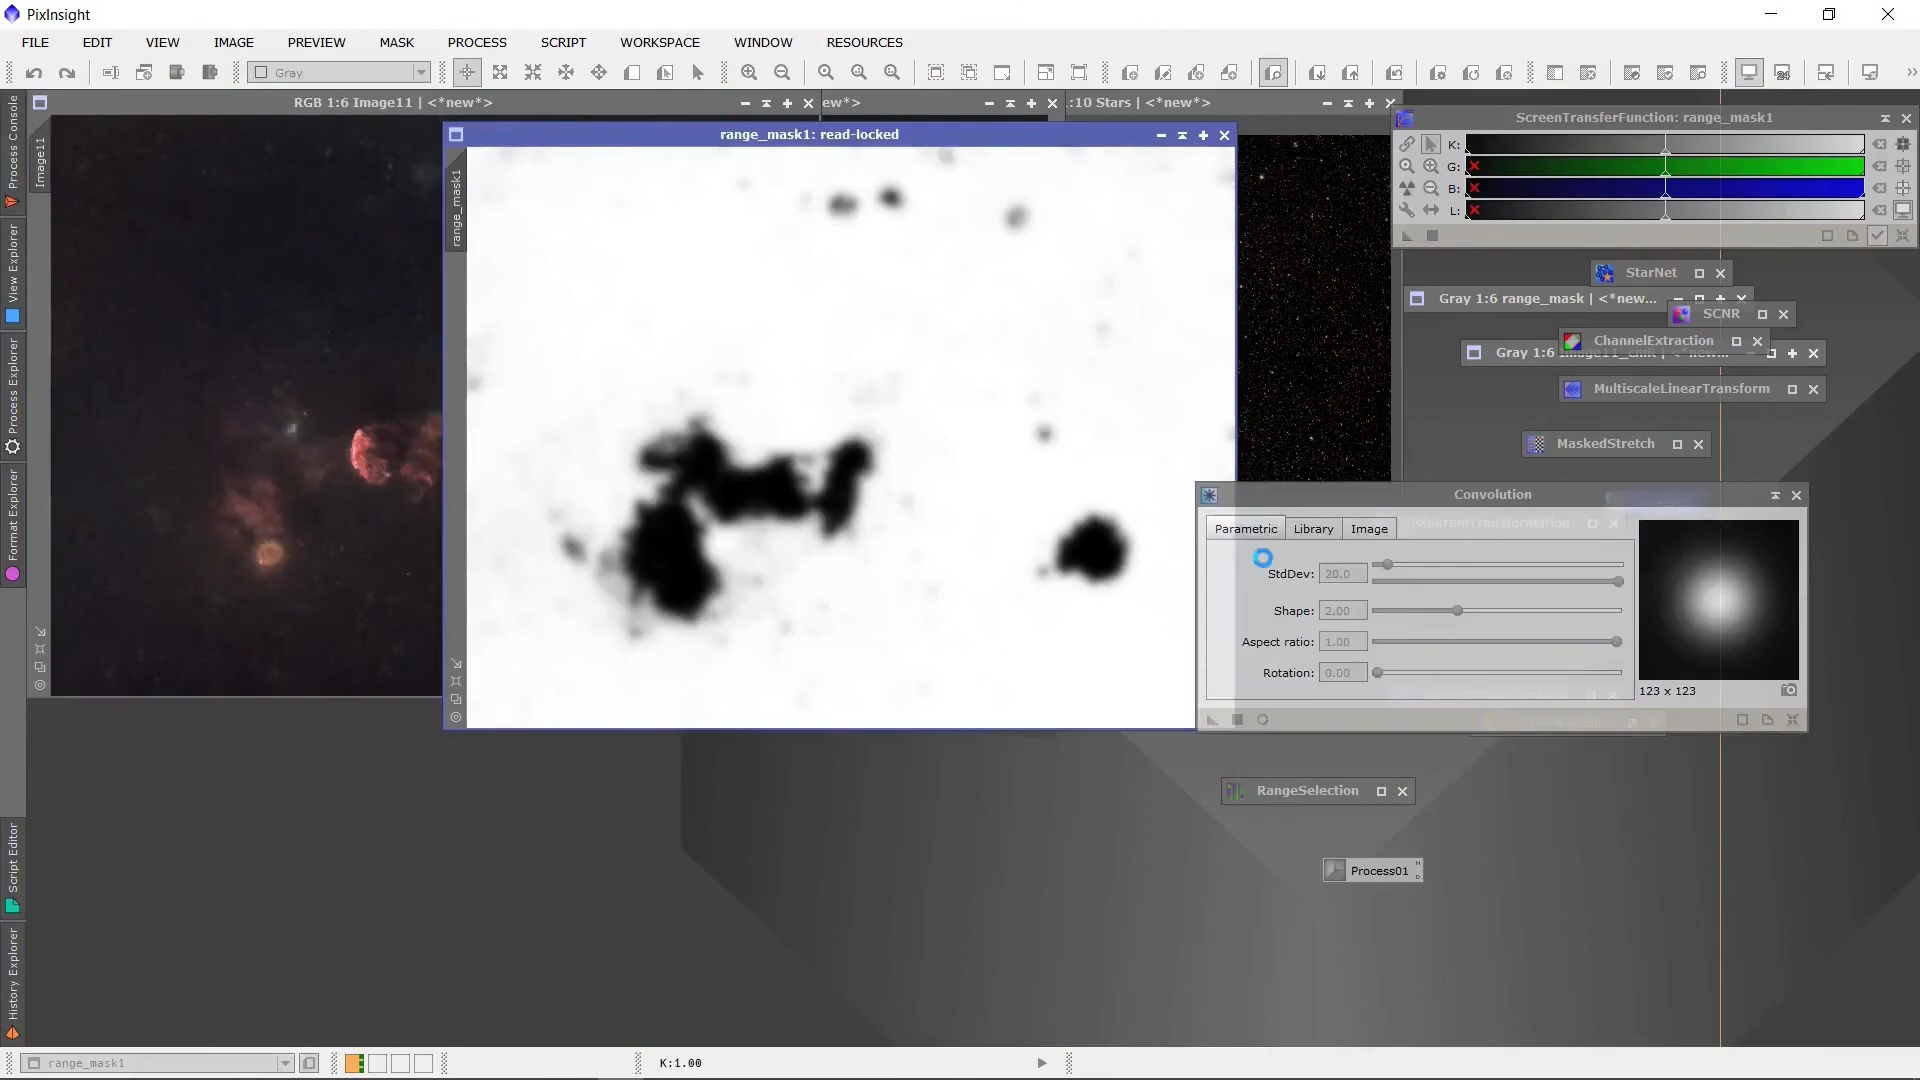 PixInsight
FILE EDIT VIEW IMAGE PREVIEW MASK PROCESS SCRIPT WORKSPACE WINDOW RESOURCES
Gray
24
RGB 1:6 Image11 | <*new*>
ew*>
:10 Stars | <*new*>
range_mask1: read-locked
ScreenTransferFunction: range_mask1
K:
G:
B:
L:
Process Console
View Explorer
Process Explorer
Format Explorer
Script Editor
History Explorer
Image11
range_mask1
StarNet
Gray 1:6 range_mask | <*new...
SCNR
ChannelExtraction
Gray 1:6
MultiscaleLinearTransform
MaskedStretch
Convolution
Parametric Library Image
StdDev: 20.0
Shape: 2.00
Aspect ratio: 1.00
Rotation: 0.00
123 x 123
RangeSelection
Process01
range_mask1
K:1.00